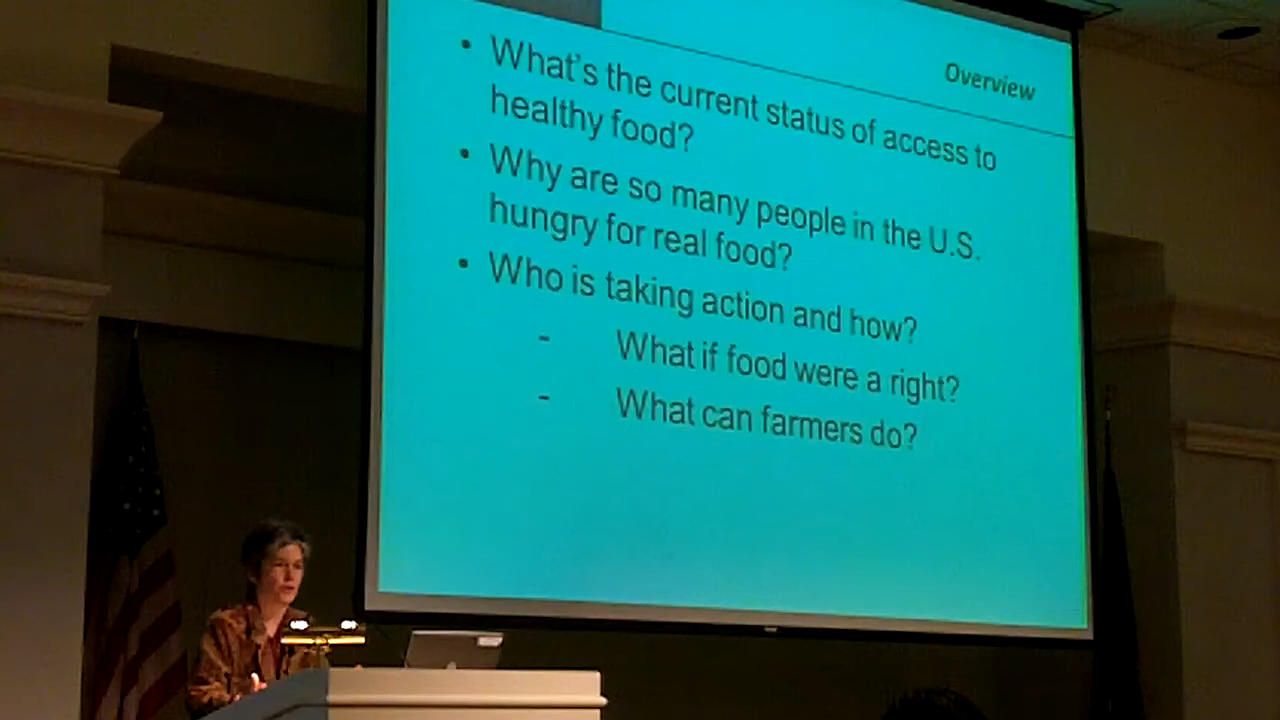 Overview
• What's the current status of access to
healthy food?
• Why are so many people in the U.S.
hungry for real food?
• Who is taking action and how?
- What if food were a right?
- What can farmers do?